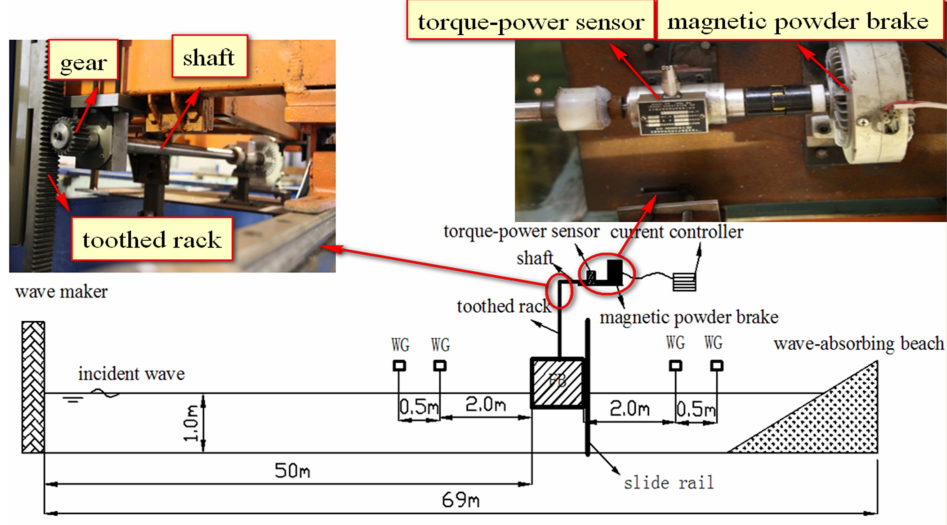 torque-power sensor
magnetic powder brake
gear
shaft
toothed rack
torque-power sensor
current controller
shaft
toothed rack
magnetic powder brake
wave maker
WG
WG
WG
WG
wave-absorbing beach
incident wave
FB
0.5m
2.0m
2.0m
0.5m
1.0m
50m
slide rail
69m